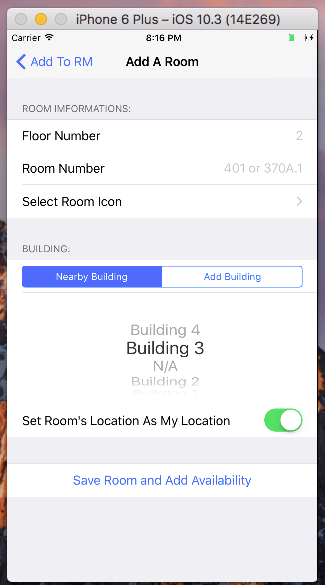 iPhone 6 Plus – iOS 10.3 (14E269)
Carrier 8:16 PM
Add To RM Add A Room
ROOM IMFORMATIONS:
Floor Number 2
Room Number 401 or 370A.1
Select Room Icon
BUILDING:
Nearby Building Add Building
Building 4
Building 3
N/A
Building 2
Set Room's Location As My Location
Save Room and Add Availability